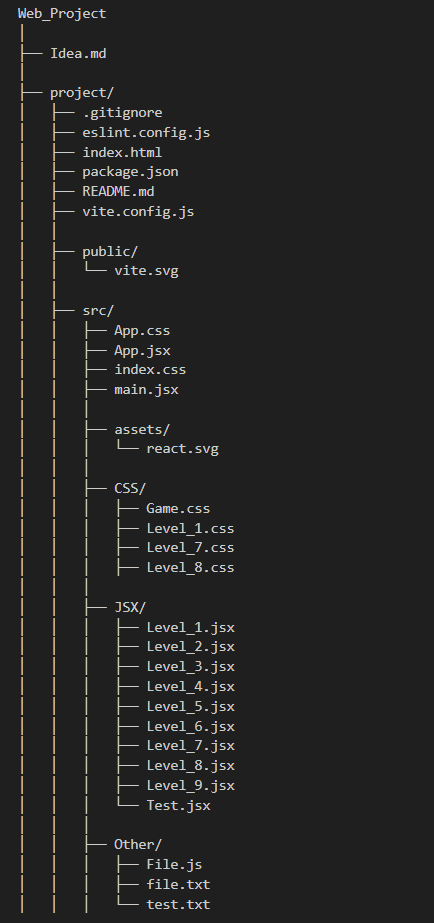 Web_Project
│
├── Idea.md
│
├── project/
│   ├── .gitignore
│   ├── eslint.config.js
│   ├── index.html
│   ├── package.json
│   ├── README.md
│   ├── vite.config.js
│   │
│   ├── public/
│   │   └── vite.svg
│   │
│   ├── src/
│   │   ├── App.css
│   │   ├── App.jsx
│   │   ├── index.css
│   │   ├── main.jsx
│   │   │
│   │   ├── assets/
│   │   │   └── react.svg
│   │   │
│   │   ├── CSS/
│   │   │   ├── Game.css
│   │   │   ├── Level_1.css
│   │   │   ├── Level_7.css
│   │   │   ├── Level_8.css
│   │   │
│   │   ├── JSX/
│   │   │   ├── Level_1.jsx
│   │   │   ├── Level_2.jsx
│   │   │   ├── Level_3.jsx
│   │   │   ├── Level_4.jsx
│   │   │   ├── Level_5.jsx
│   │   │   ├── Level_6.jsx
│   │   │   ├── Level_7.jsx
│   │   │   ├── Level_8.jsx
│   │   │   ├── Level_9.jsx
│   │   │   └── Test.jsx
│   │   │
│   │   ├── Other/
│   │   │   ├── File.js
│   │   │   ├── file.txt
│   │   │   └── test.txt